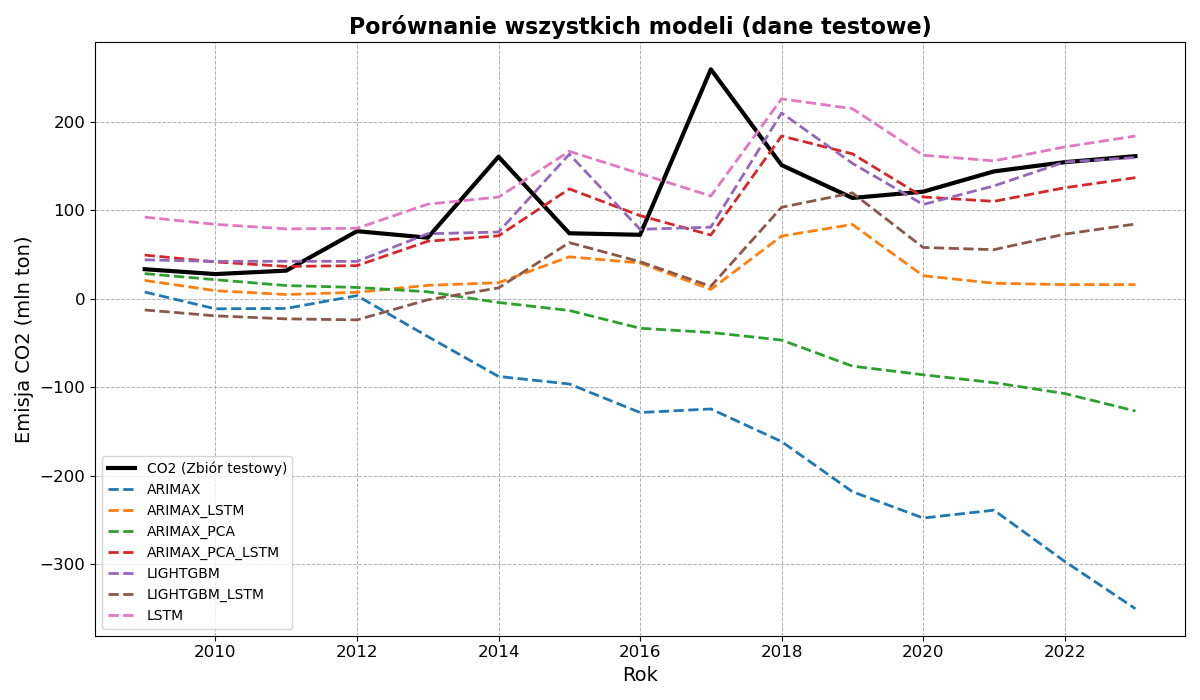 Porównanie wszystkich modeli (dane testowe)
Emisja CO2 (mln ton)
200
100
0
−100
−200
−300
CO2 (Zbiór testowy)
ARIMAX
ARIMAX_LSTM
ARIMAX_PCA
ARIMAX_PCA_LSTM
LIGHTGBM
LIGHTGBM_LSTM
LSTM
2010 2012 2014 2016 2018 2020 2022
Rok